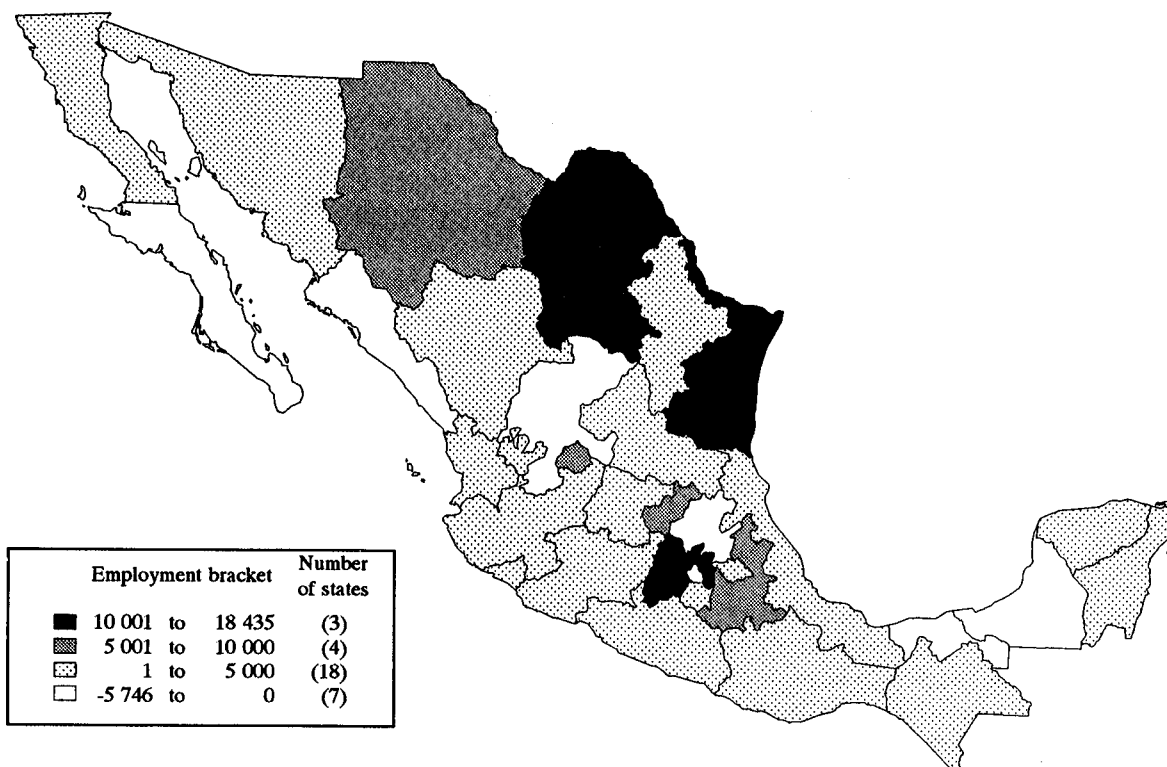 Employment bracket Number of states
10 001 to 18 435 (3)
5 001 to 10 000 (4)
1 to 5 000 (18)
-5 746 to 0 (7)